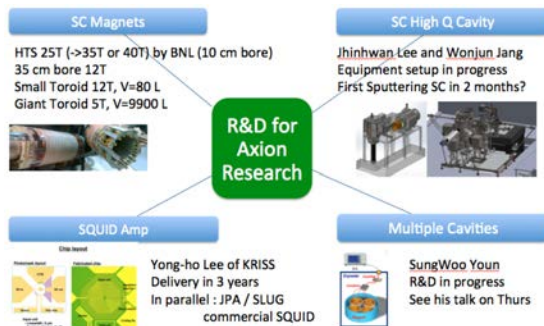 SC Magnets
HTS 25T (->35T or 40T) by BNL (10 cm bore)
35 cm bore 12T
Small Toroid 12T, V=80 L
Giant Toroid 5T, V=9900 L
SC High Q Cavity
Jhinhwan Lee and Wonjun Jang
Equipment setup in progress
First Sputtering SC in 2 months?
R&D for
Axion
Research
SQUID Amp
Chip layout
Yong-ho Lee of KRISS
Delivery in 3 years
In parallel : JPA / SLUG
commercial SQUID
Multiple Cavities
SungWoo Youn
R&D in progress
See his talk on Thurs